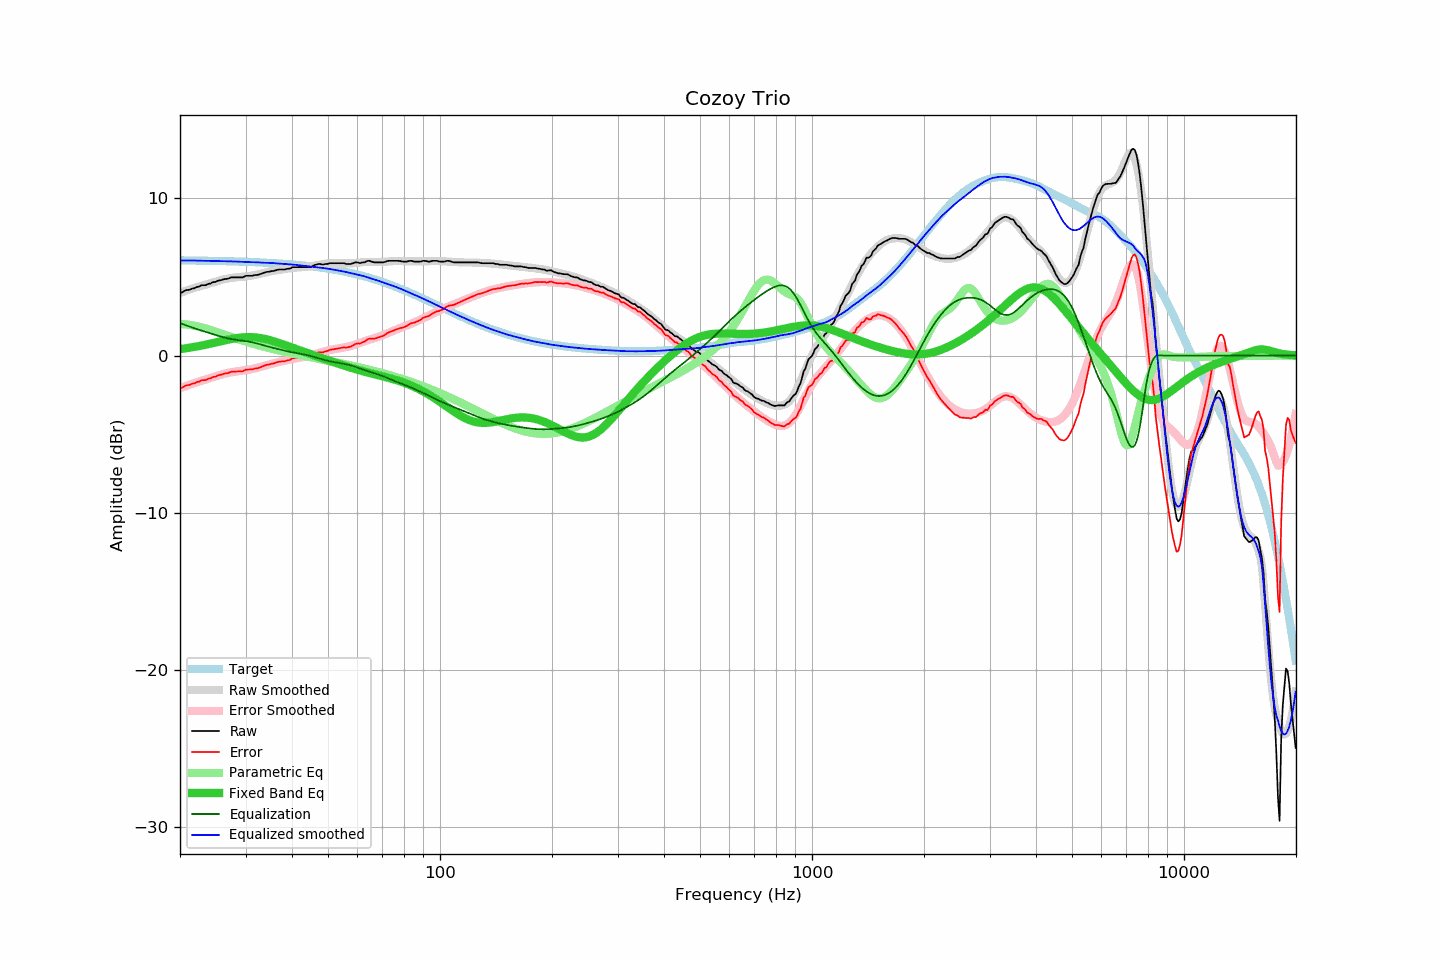 Cozoy Trio
Amplitude (dBr)
10
0
−10
−20
−30
Target
Raw Smoothed
Error Smoothed
Raw
Error
Parametric Eq
Fixed Band Eq
Equalization
Equalized smoothed
100
1000
10000
Frequency (Hz)